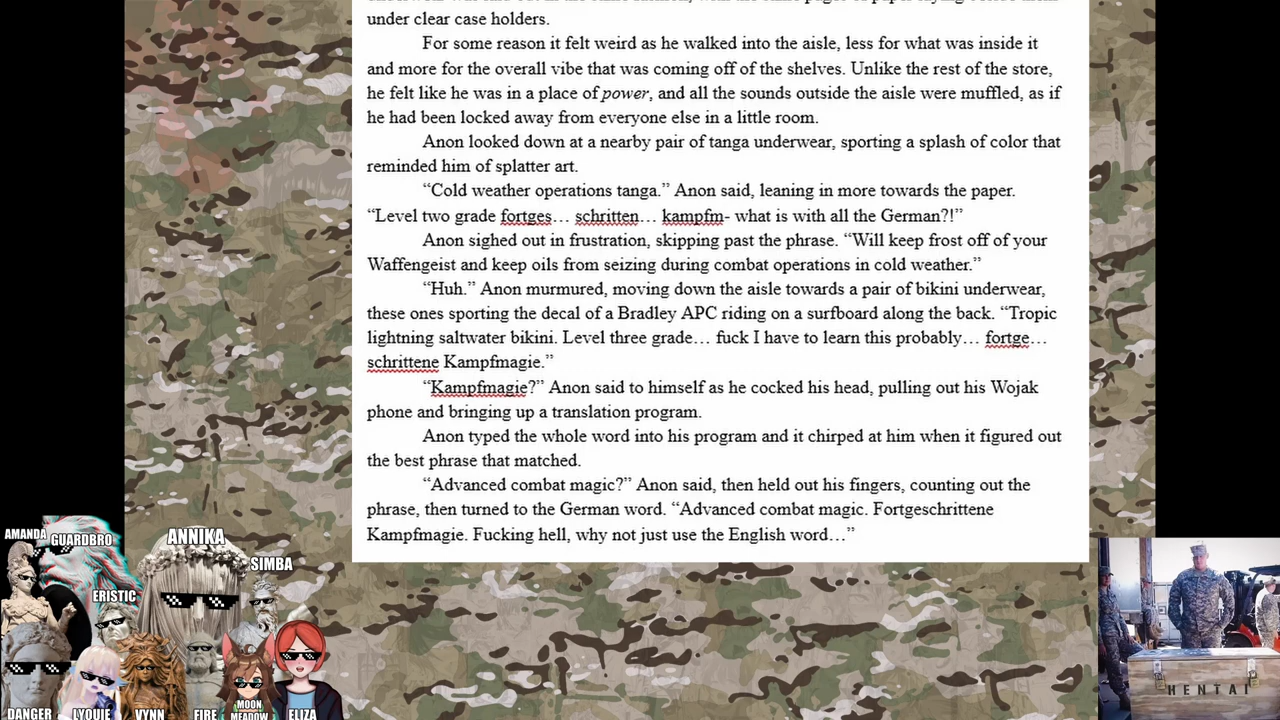 under clear case holders.
For some reason it felt weird as he walked into the aisle, less for what was inside it
and more for the overall vibe that was coming off of the shelves. Unlike the rest of the store,
he felt like he was in a place of power, and all the sounds outside the aisle were muffled, as if
he had been locked away from everyone else in a little room.
Anon looked down at a nearby pair of tanga underwear, sporting a splash of color that
reminded him of splatter art.
“Cold weather operations tanga.” Anon said, leaning in more towards the paper.
“Level two grade fortges… schritten… kampfm- what is with all the German?!”
Anon sighed out in frustration, skipping past the phrase. “Will keep frost off of your
Waffengeist and keep oils from seizing during combat operations in cold weather.”
“Huh.” Anon murmured, moving down the aisle towards a pair of bikini underwear,
these ones sporting the decal of a Bradley APC riding on a surfboard along the back. “Tropic
lightning saltwater bikini. Level three grade… fuck I have to learn this probably… fortge…
schrittene Kampfmagie.”
“Kampfmagie?” Anon said to himself as he cocked his head, pulling out his Wojak
phone and bringing up a translation program.
Anon typed the whole word into his program and it chirped at him when it figured out
the best phrase that matched.
“Advanced combat magic?” Anon said, then held out his fingers, counting out the
phrase, then turned to the German word. “Advanced combat magic. Fortgeschrittene
Kampfmagie. Fucking hell, why not just use the English word…”
AMANDA
GUARDBRO
ANNIKA
SIMBA
ERISTIC
DANGER
LYQUIE
VYNN
FIRE
MOON
MEADOW
ELIZA
HENTAI